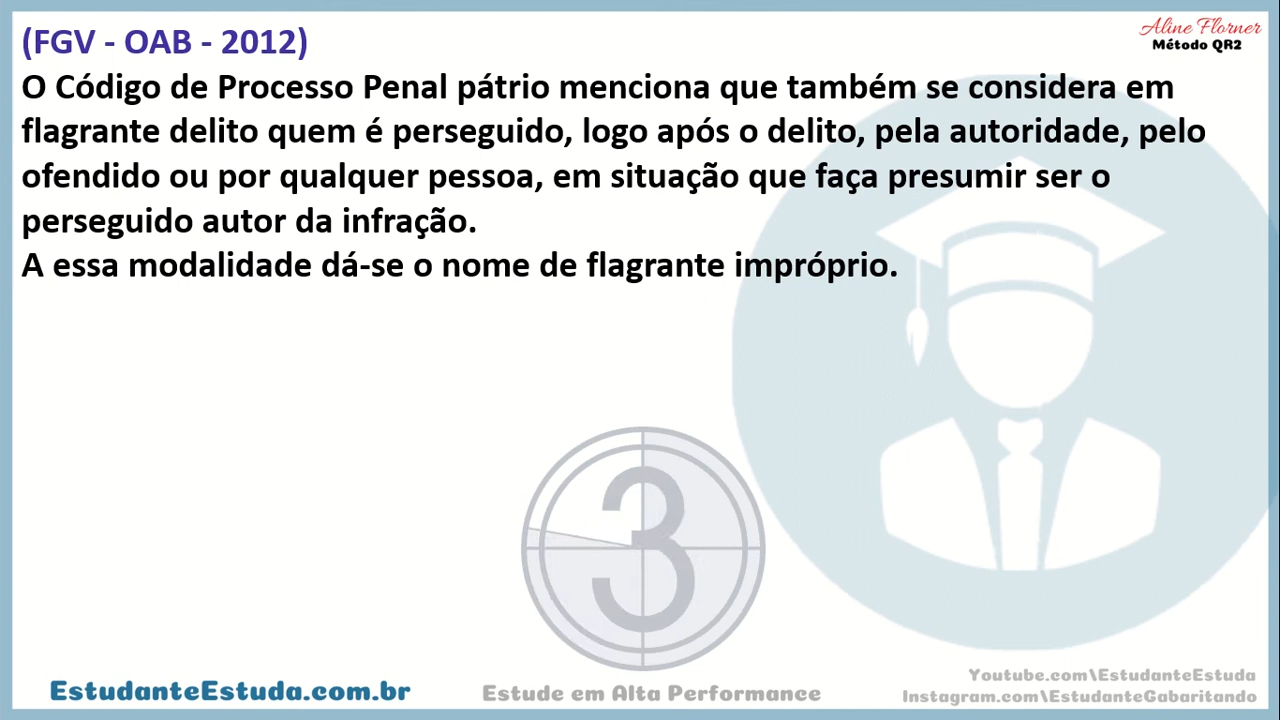 (FGV - OAB - 2012)
Aline Florner
Método QR2
O Código de Processo Penal pátrio menciona que também se considera em
flagrante delito quem é perseguido, logo após o delito, pela autoridade, pelo
ofendido ou por qualquer pessoa, em situação que faça presumir ser o
perseguido autor da infração.
A essa modalidade dá-se o nome de flagrante impróprio.
3
EstudanteEstuda.com.br
Estude em Alta Performance
Youtube.com\EstudanteEstuda
Instagram.com\EstudanteGabaritando